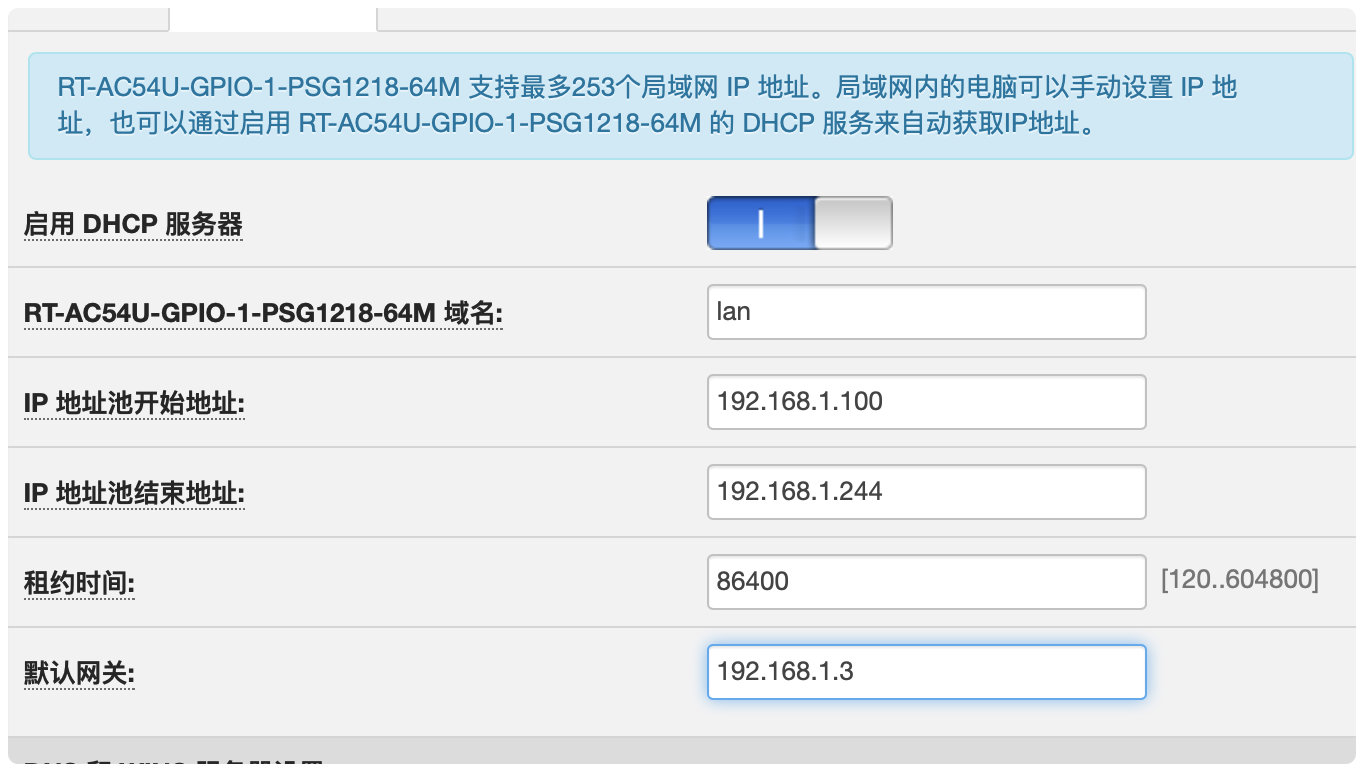 RT-AC54U-GPIO-1-PSG1218-64M 支持最多253个局域网 IP 地址。局域网内的电脑可以手动设置 IP 地
址，也可以通过启用 RT-AC54U-GPIO-1-PSG1218-64M 的 DHCP 服务来自动获取IP地址。
启用 DHCP 服务器
RT-AC54U-GPIO-1-PSG1218-64M 域名: lan
IP 地址池开始地址: 192.168.1.100
IP 地址池结束地址: 192.168.1.244
租约时间: 86400 [120..604800]
默认网关: 192.168.1.3